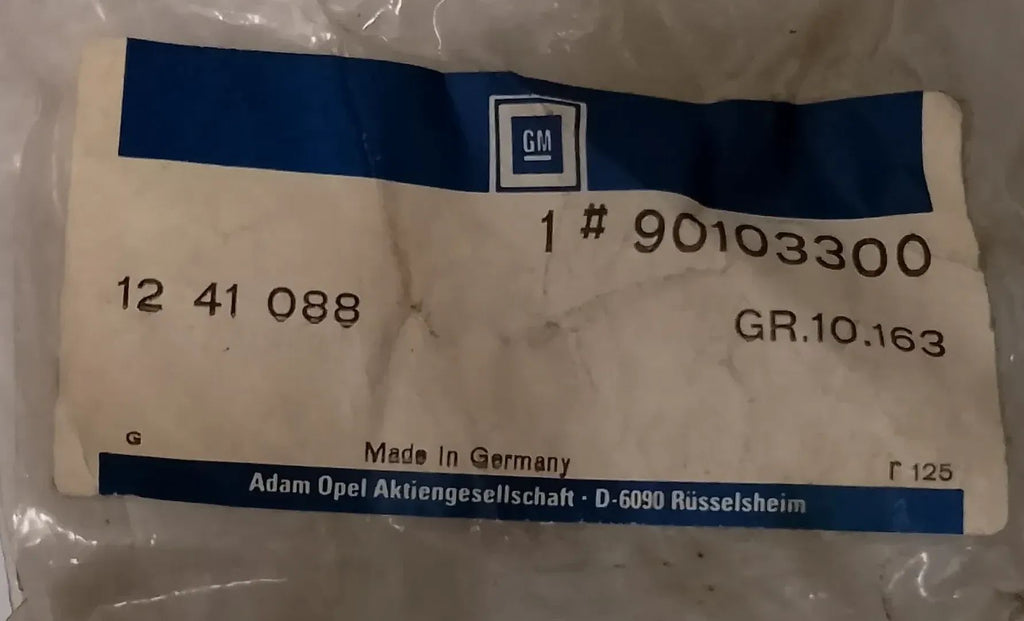 GM
1 # 90103300
12 41 088
GR.10.163
G
Made In Germany
r 125
Adam Opel Aktiengesellschaft · D-6090 Rüsselsheim